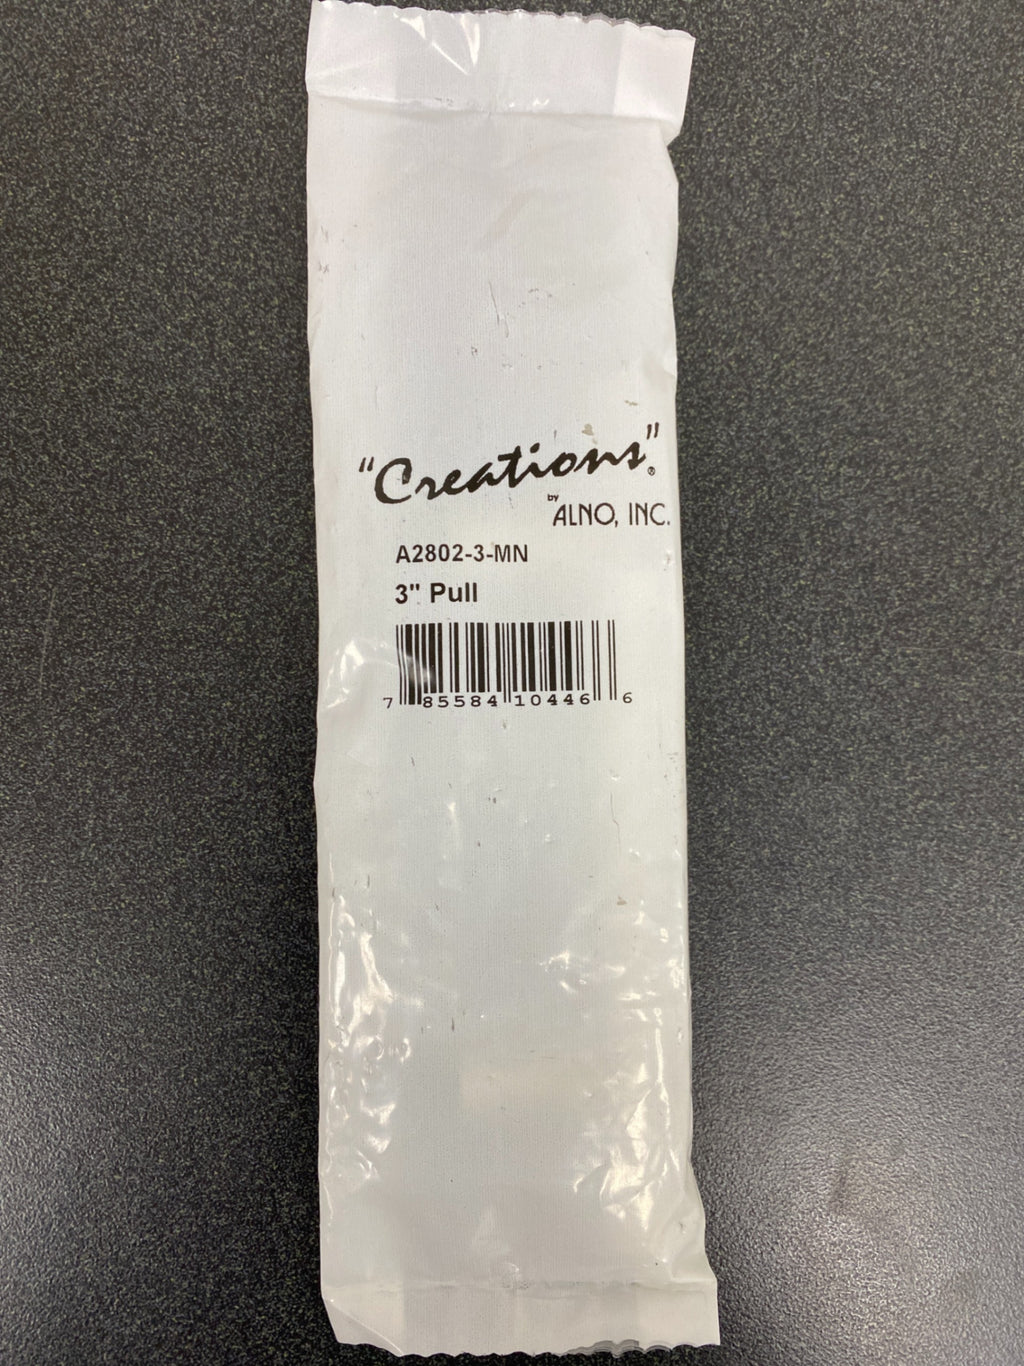 "Creations"®
by
ALNO, INC.
A2802-3-MN
3" Pull
7 85584 10446 6